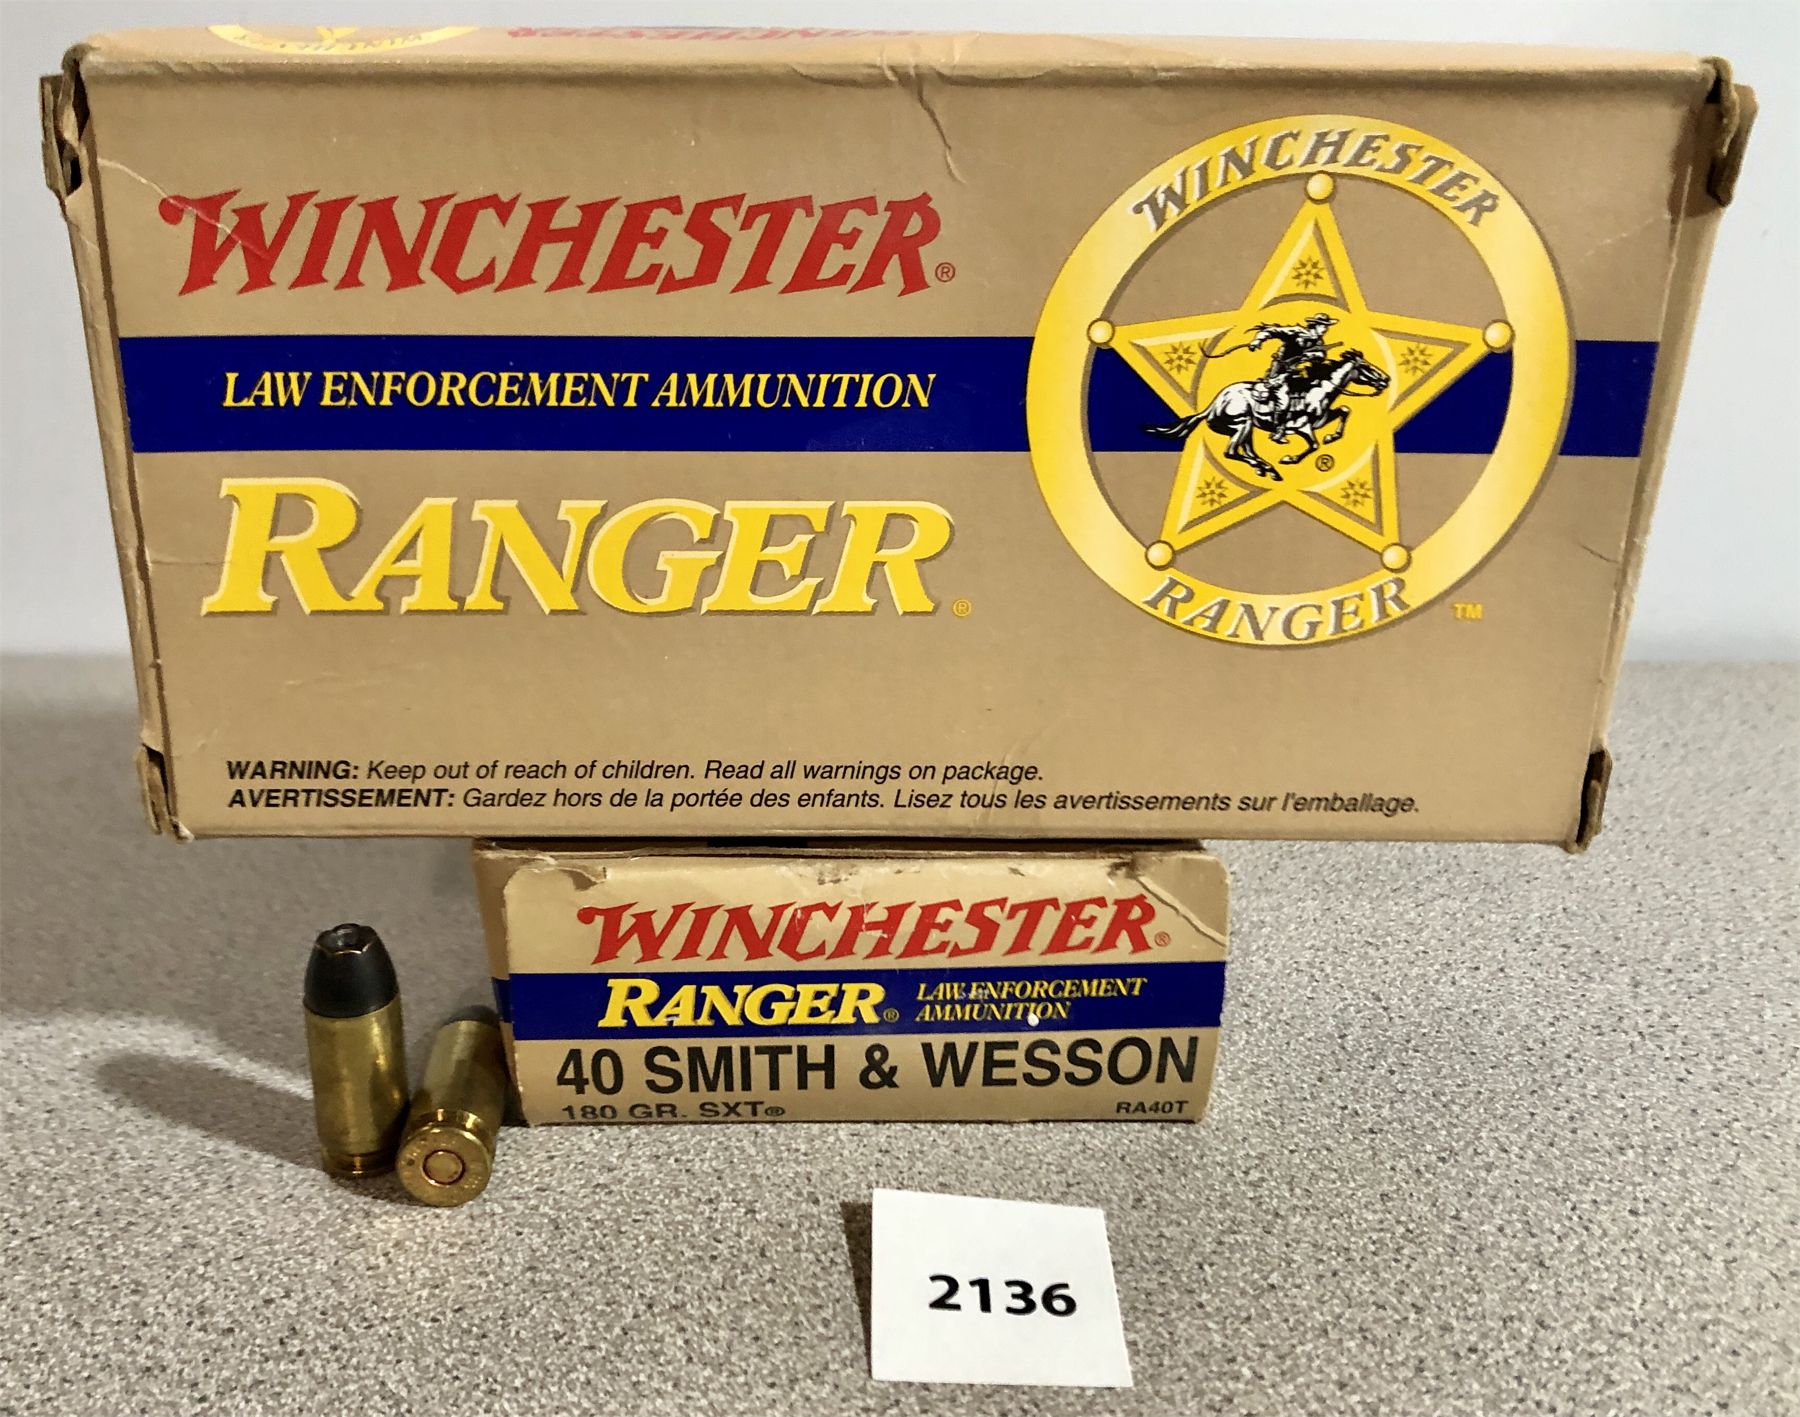 WINCHESTER®
LAW ENFORCEMENT AMMUNITION
RANGER®
WINCHESTER
®
RANGER
TM
WARNING: Keep out of reach of children. Read all warnings on package.
AVERTISSEMENT: Gardez hors de la portée des enfants. Lisez tous les avertissements sur l'emballage.
WINCHESTER®
RANGER® LAW ENFORCEMENT
AMMUNITION
40 SMITH & WESSON
180 GR. SXT® RA40T
2136